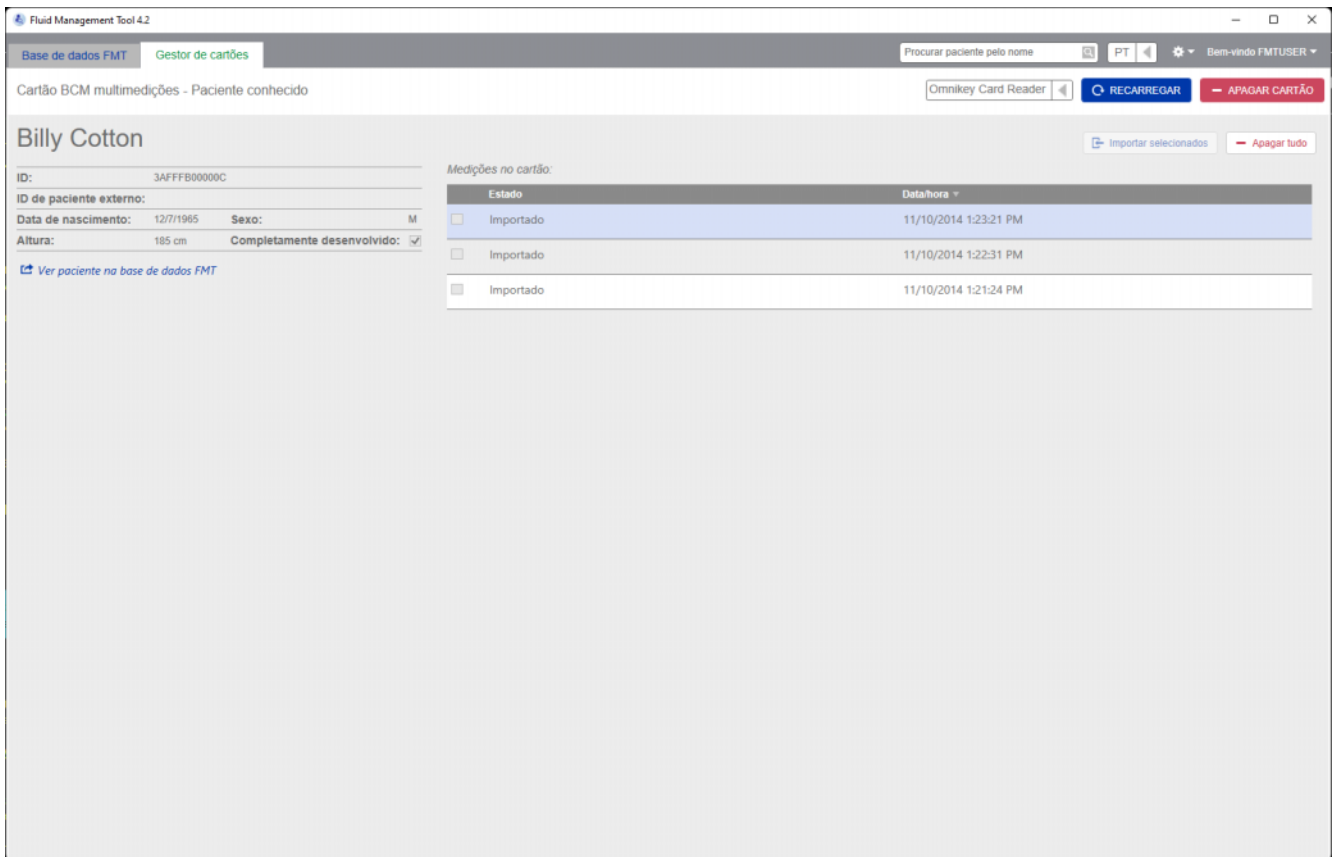 Fluid Management Tool 4.2
Base de dados FMT Gestor de cartões Procurar paciente pelo nome PT Bem-vindo FMTUSER
Cartão BCM multimedições - Paciente conhecido Omnikey Card Reader RECARREGAR APAGAR CARTÃO
Billy Cotton
Importar selecionados Apagar tudo
ID: 3AFFFB00000C
ID de paciente externo:
Data de nascimento: 12/7/1965 Sexo: M
Altura: 185 cm Completamente desenvolvido:
Ver paciente na base de dados FMT
Medições no cartão:
Estado Data/hora
Importado 11/10/2014 1:23:21 PM
Importado 11/10/2014 1:22:31 PM
Importado 11/10/2014 1:21:24 PM